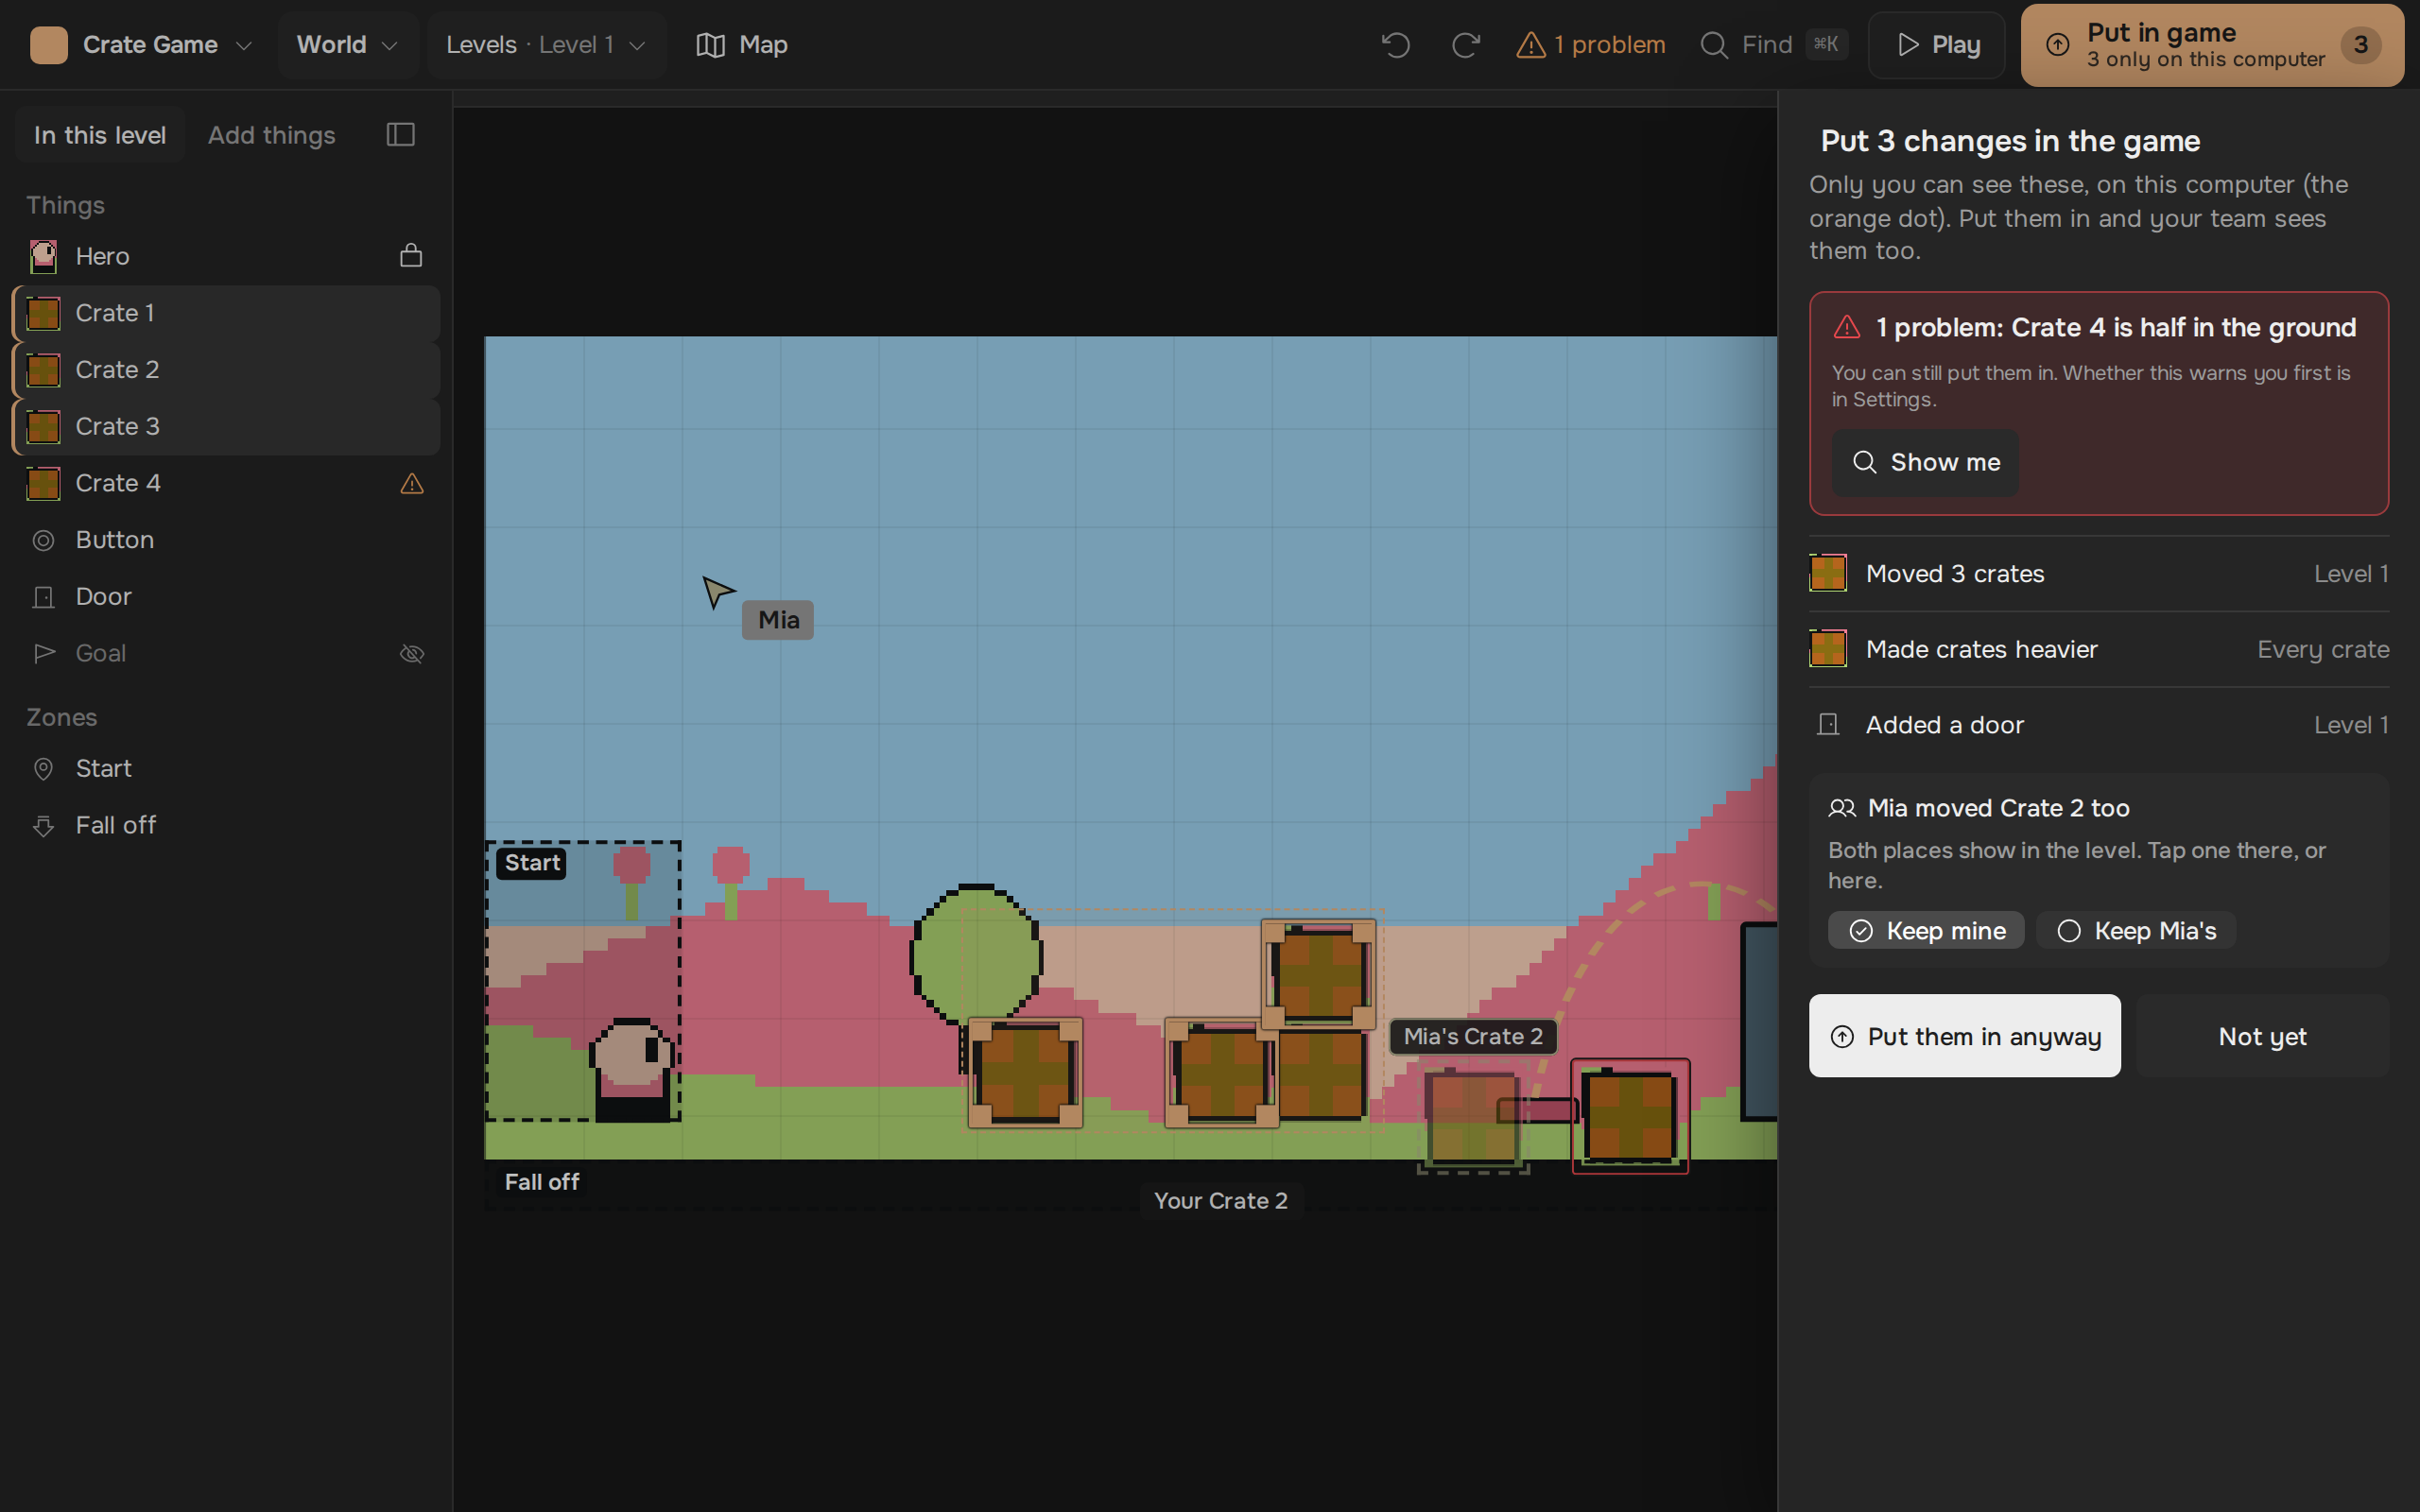 Crate Game
World
Levels · Level 1
Map
1 problem
Find ⌘K
Play
Put in game
3 only on this computer
3
In this level
Add things
Things
Hero
Crate 1
Crate 2
Crate 3
Crate 4
Button
Door
Goal
Zones
Start
Fall off
Mia
Start
Mia's Crate 2
Fall off
Your Crate 2
Put 3 changes in the game
Only you can see these, on this computer (the
orange dot). Put them in and your team sees
them too.
1 problem: Crate 4 is half in the ground
You can still put them in. Whether this warns you first is
in Settings.
Show me
Moved 3 crates
Level 1
Made crates heavier
Every crate
Added a door
Level 1
Mia moved Crate 2 too
Both places show in the level. Tap one there, or
here.
Keep mine
Keep Mia's
Put them in anyway
Not yet